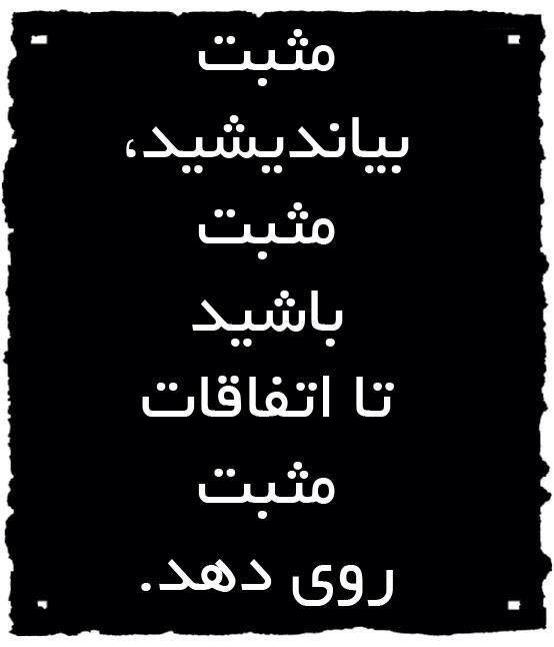 مثبت
بیاندیشید،
مثبت
باشید
تا اتفاقات
مثبت
روی دهد.